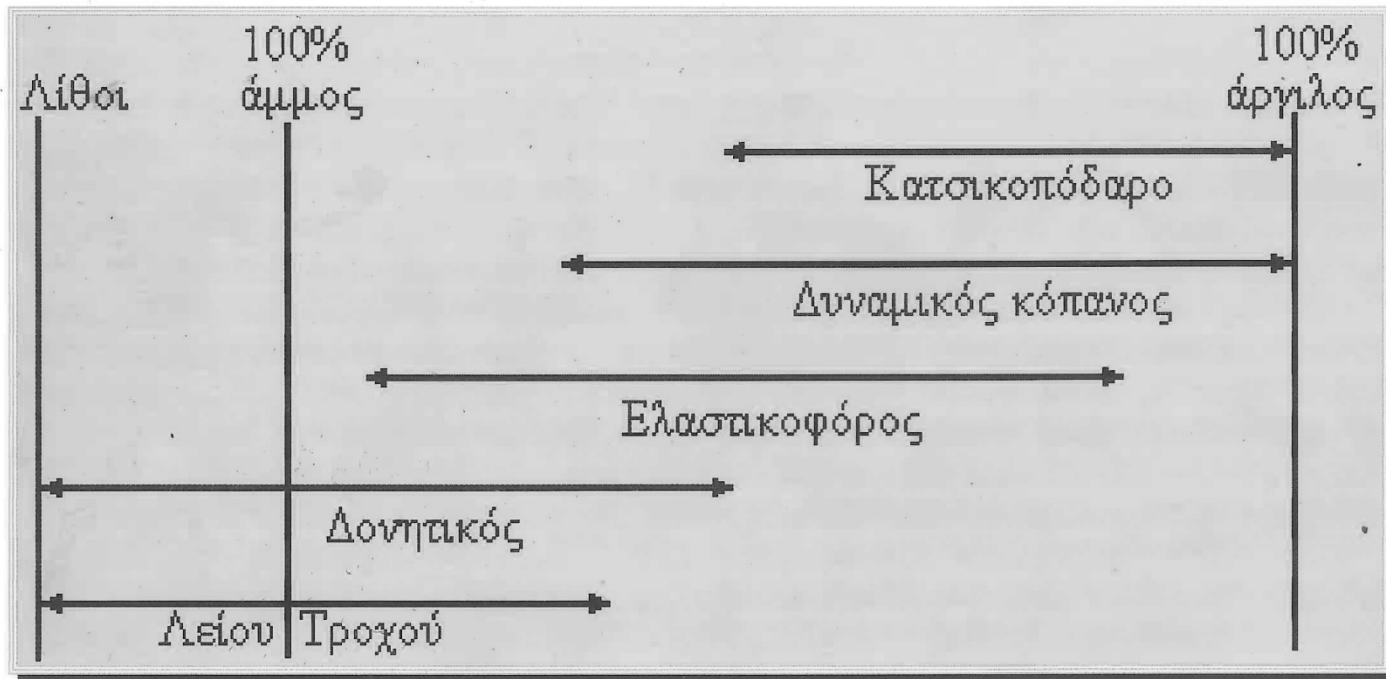 100%
100%
Λίθοι
άμμος
άργιλος
Κατσικοπόδαρο
Δυναμικός κόπανος
Ελαστικοφόρος
Δονητικός
Λείου Τροχού